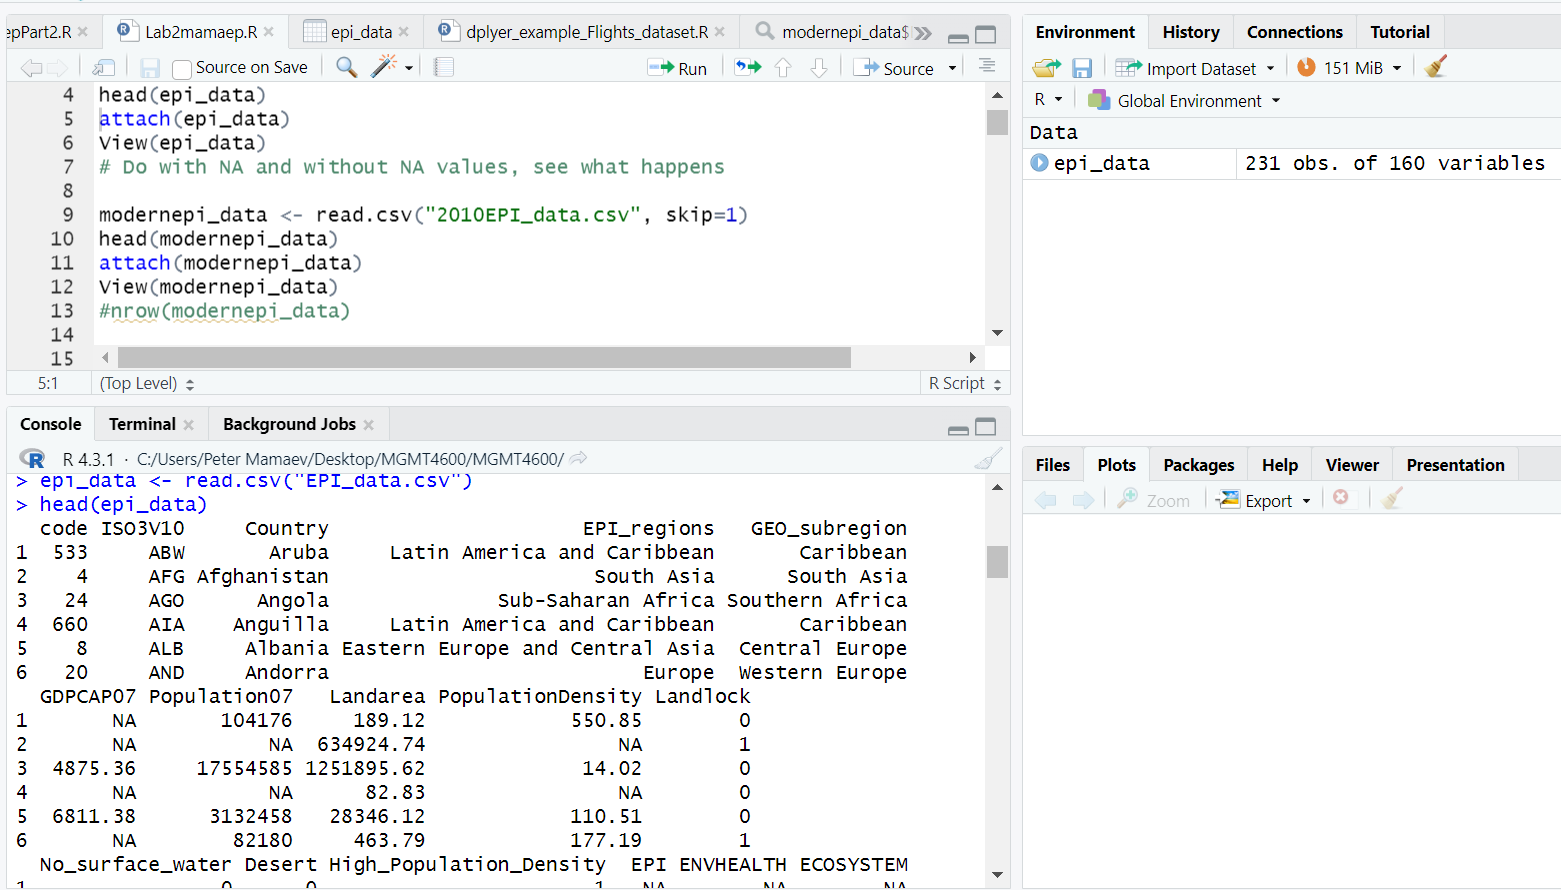 epPart2.R × Lab2mamaep.R × epi_data × dplyer_example_Flights_dataset.R × modernepi_data$
Source on Save Run Source
4 head(epi_data)
5 attach(epi_data)
6 View(epi_data)
7 # Do with NA and without NA values, see what happens
8
9 modernepi_data <- read.csv("2010EPI_data.csv", skip=1)
10 head(modernepi_data)
11 attach(modernepi_data)
12 View(modernepi_data)
13 #nrow(modernepi_data)
14
15
5:1 (Top Level) R Script
Console Terminal × Background Jobs ×
R 4.3.1 · C:/Users/Peter Mamaev/Desktop/MGMT4600/MGMT4600/
> epi_data <- read.csv("EPI_data.csv")
> head(epi_data)
code ISO3V10 Country EPI_regions GEO_subregion
1 533 ABW Aruba Latin America and Caribbean Caribbean
2 4 AFG Afghanistan South Asia South Asia
3 24 AGO Angola Sub-Saharan Africa Southern Africa
4 660 AIA Anguilla Latin America and Caribbean Caribbean
5 8 ALB Albania Eastern Europe and Central Asia Central Europe
6 20 AND Andorra Europe Western Europe
GDPCAP07 Population07 Landarea PopulationDensity Landlock
1 NA 104176 189.12 550.85 0
2 NA NA 634924.74 NA 1
3 4875.36 17554585 1251895.62 14.02 0
4 NA NA 82.83 NA 0
5 6811.38 3132458 28346.12 110.51 0
6 NA 82180 463.79 177.19 1
No_surface_water Desert High_Population_Density EPI ENVHEALTH ECOSYSTEM
1 0 0 1 NA NA NA
Environment History Connections Tutorial
Import Dataset 151 MiB
R Global Environment
Data
epi_data 231 obs. of 160 variables
Files Plots Packages Help Viewer Presentation
Zoom Export